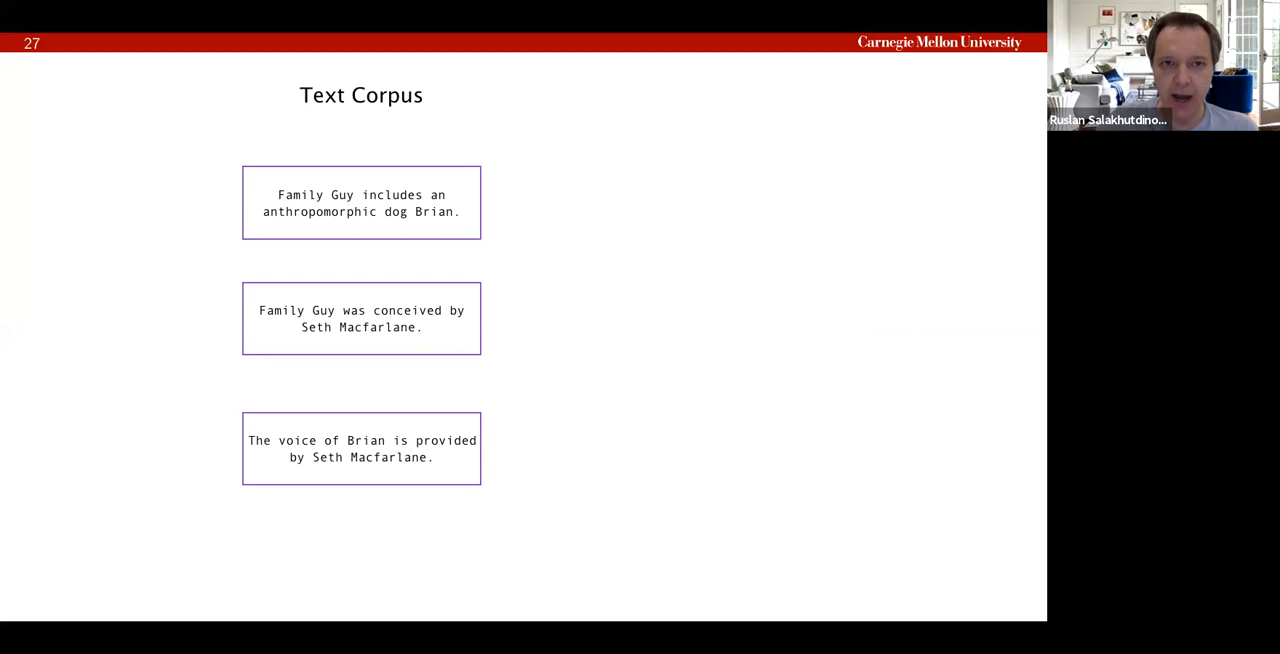 27
Carnegie Mellon University
Ruslan Salakhutdino...
Text Corpus
Family Guy includes an
anthropomorphic dog Brian.
Family Guy was conceived by
Seth Macfarlane.
The voice of Brian is provided
by Seth Macfarlane.